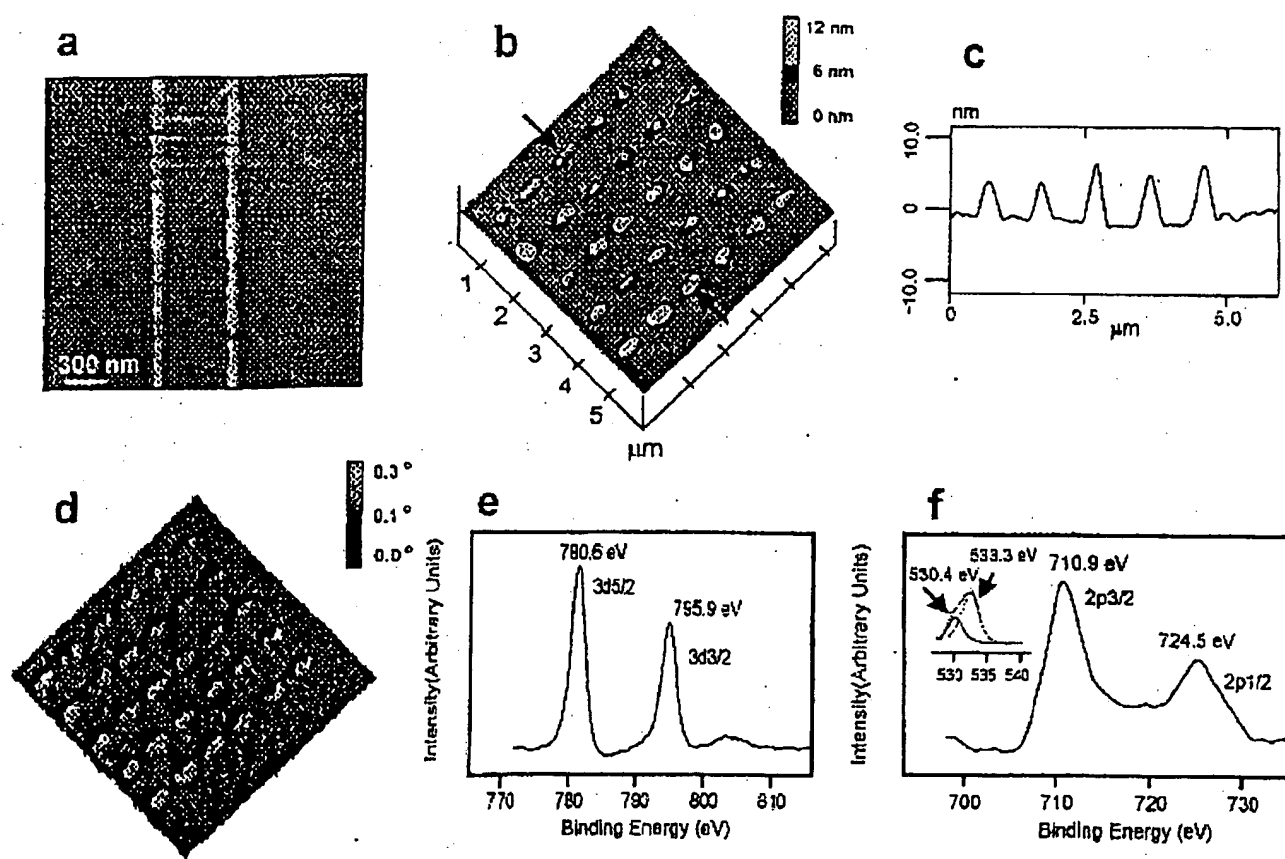 a
300 nm
b
12 nm
6 nm
0 nm
1
2
3
4
5
µm
c
nm
10.0
0
-10.0
0
2.5
5.0
µm
d
0.3 °
0.1 °
0.0 °
e
Intensity(Arbitrary Units)
780.6 eV
3d5/2
795.9 eV
3d3/2
770 780 790 800 810
Binding Energy (eV)
f
Intensity(Arbitrary Units)
530.4 eV
533.3 eV
530 535 540
710.9 eV
2p3/2
724.5 eV
2p1/2
700 710 720 730
Binding Energy (eV)